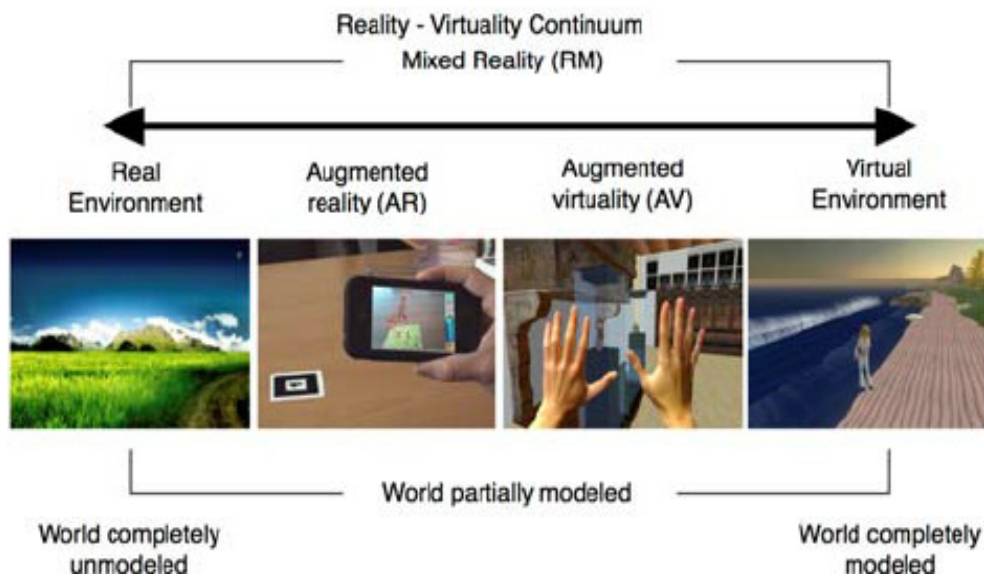 Reality - Virtuality Continuum
Mixed Reality (RM)
Real
Environment
Augmented
reality (AR)
Augmented
virtuality (AV)
Virtual
Environment
World partially modeled
World completely
unmodeled
World completely
modeled